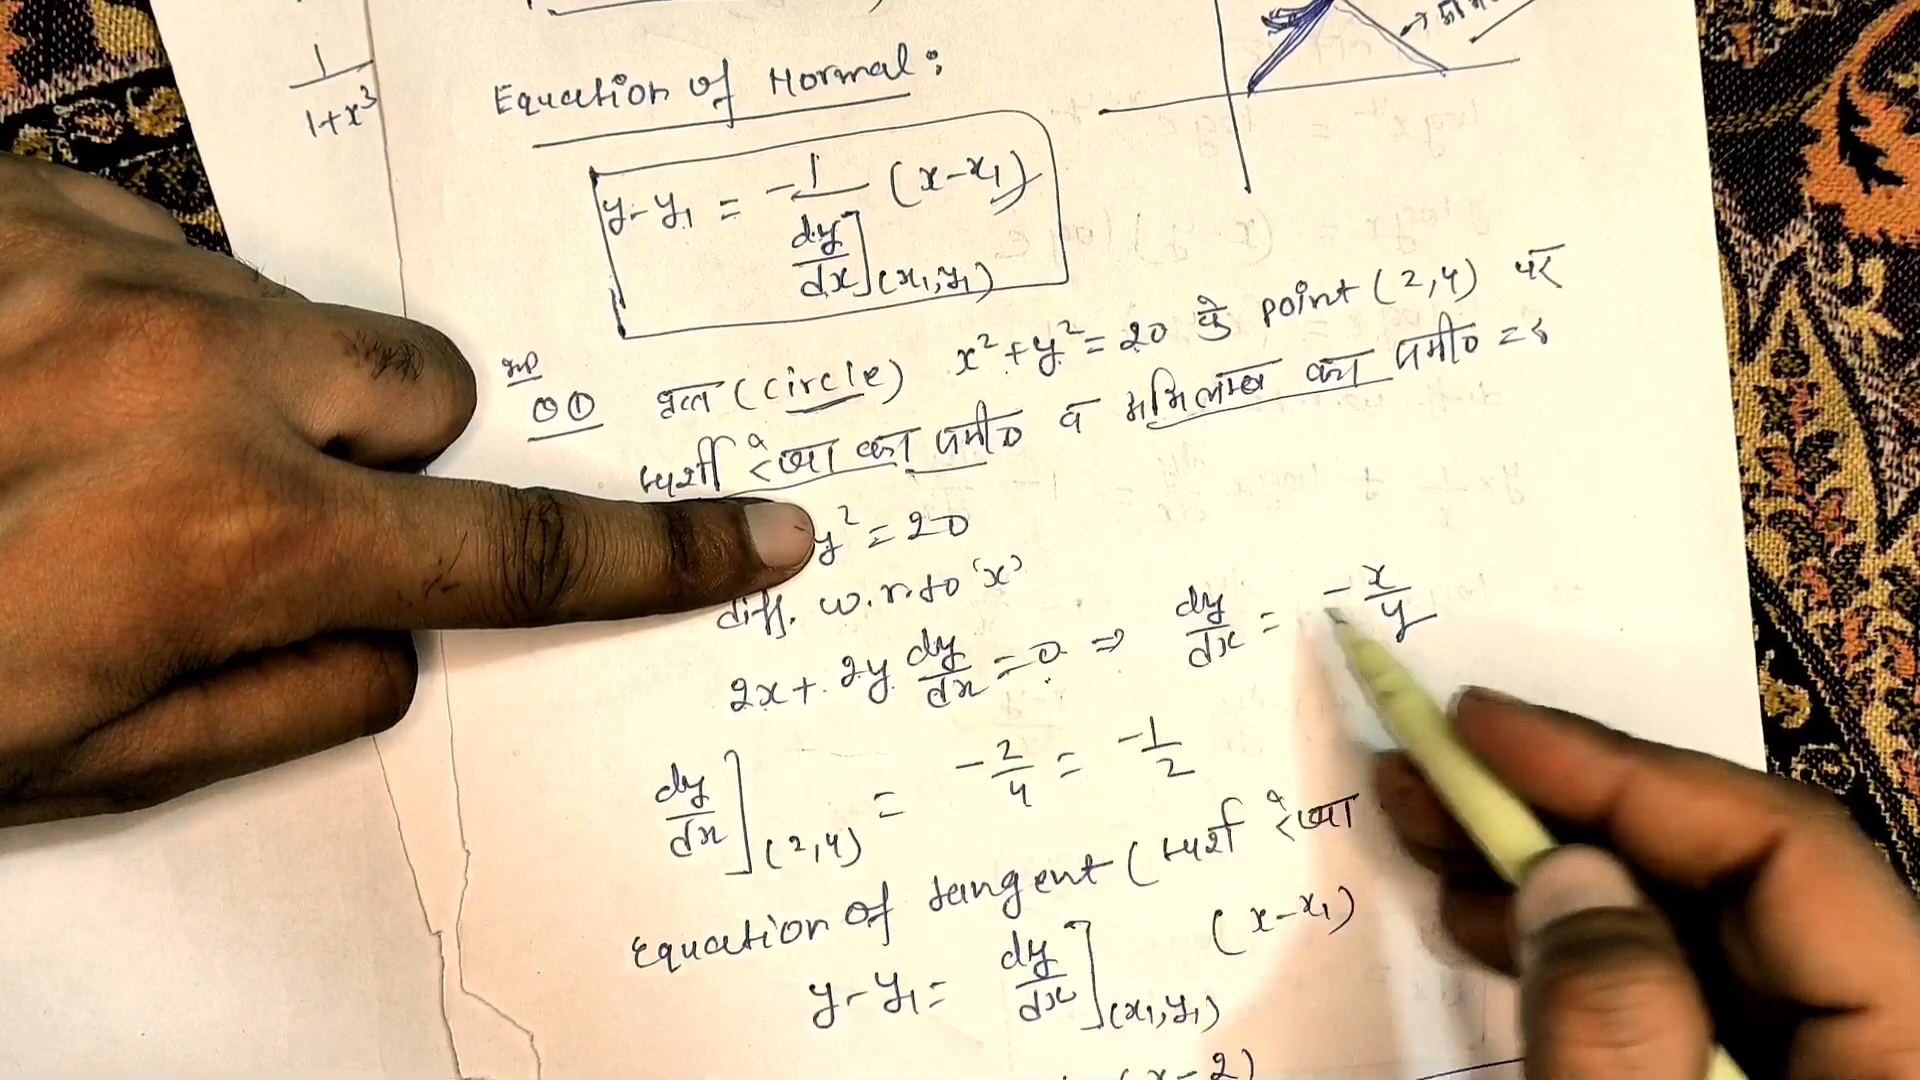 1/(1+x³)
Equation of Normal:
y-y₁ = -1/(dy/dx](x₁,y₁)) (x-x₁)
Q① वृत्त (circle) x²+y²=20 के point (2,4) पर
स्पर्श रेखा का समी० व अभिलम्ब का समी० =?
y²=20
diff. w.r.to 'x'
2x+2y dy/dx=0 ⇒ dy/dx = -x/y
dy/dx](2,4) = -2/4 = -1/2
Equation of tangent (स्पर्श रेखा
y-y₁= dy/dx](x₁,y₁) (x-x₁)
(x-2)